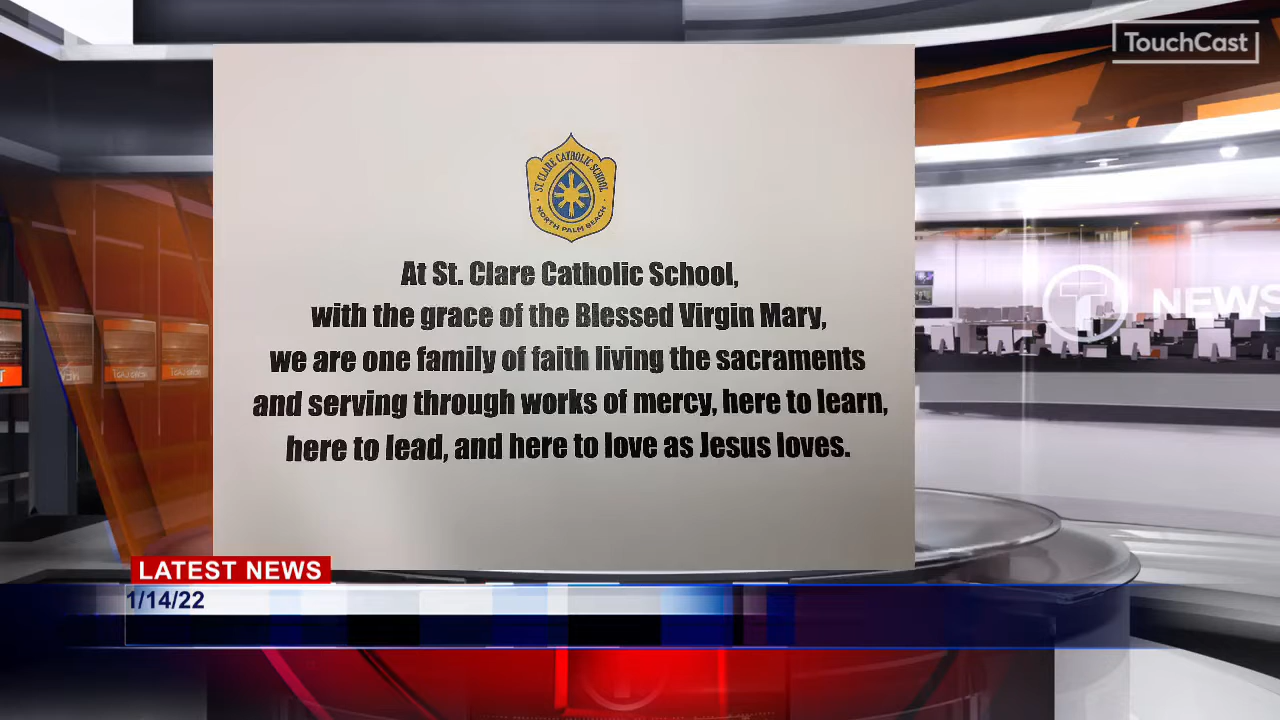 TouchCast
ST CLARE CATHOLIC SCHOOL
NORTH PALM BEACH
At St. Clare Catholic School,
with the grace of the Blessed Virgin Mary,
we are one family of faith living the sacraments
and serving through works of mercy, here to learn,
here to lead, and here to love as Jesus loves.
T NEWS
LATEST NEWS
1/14/22